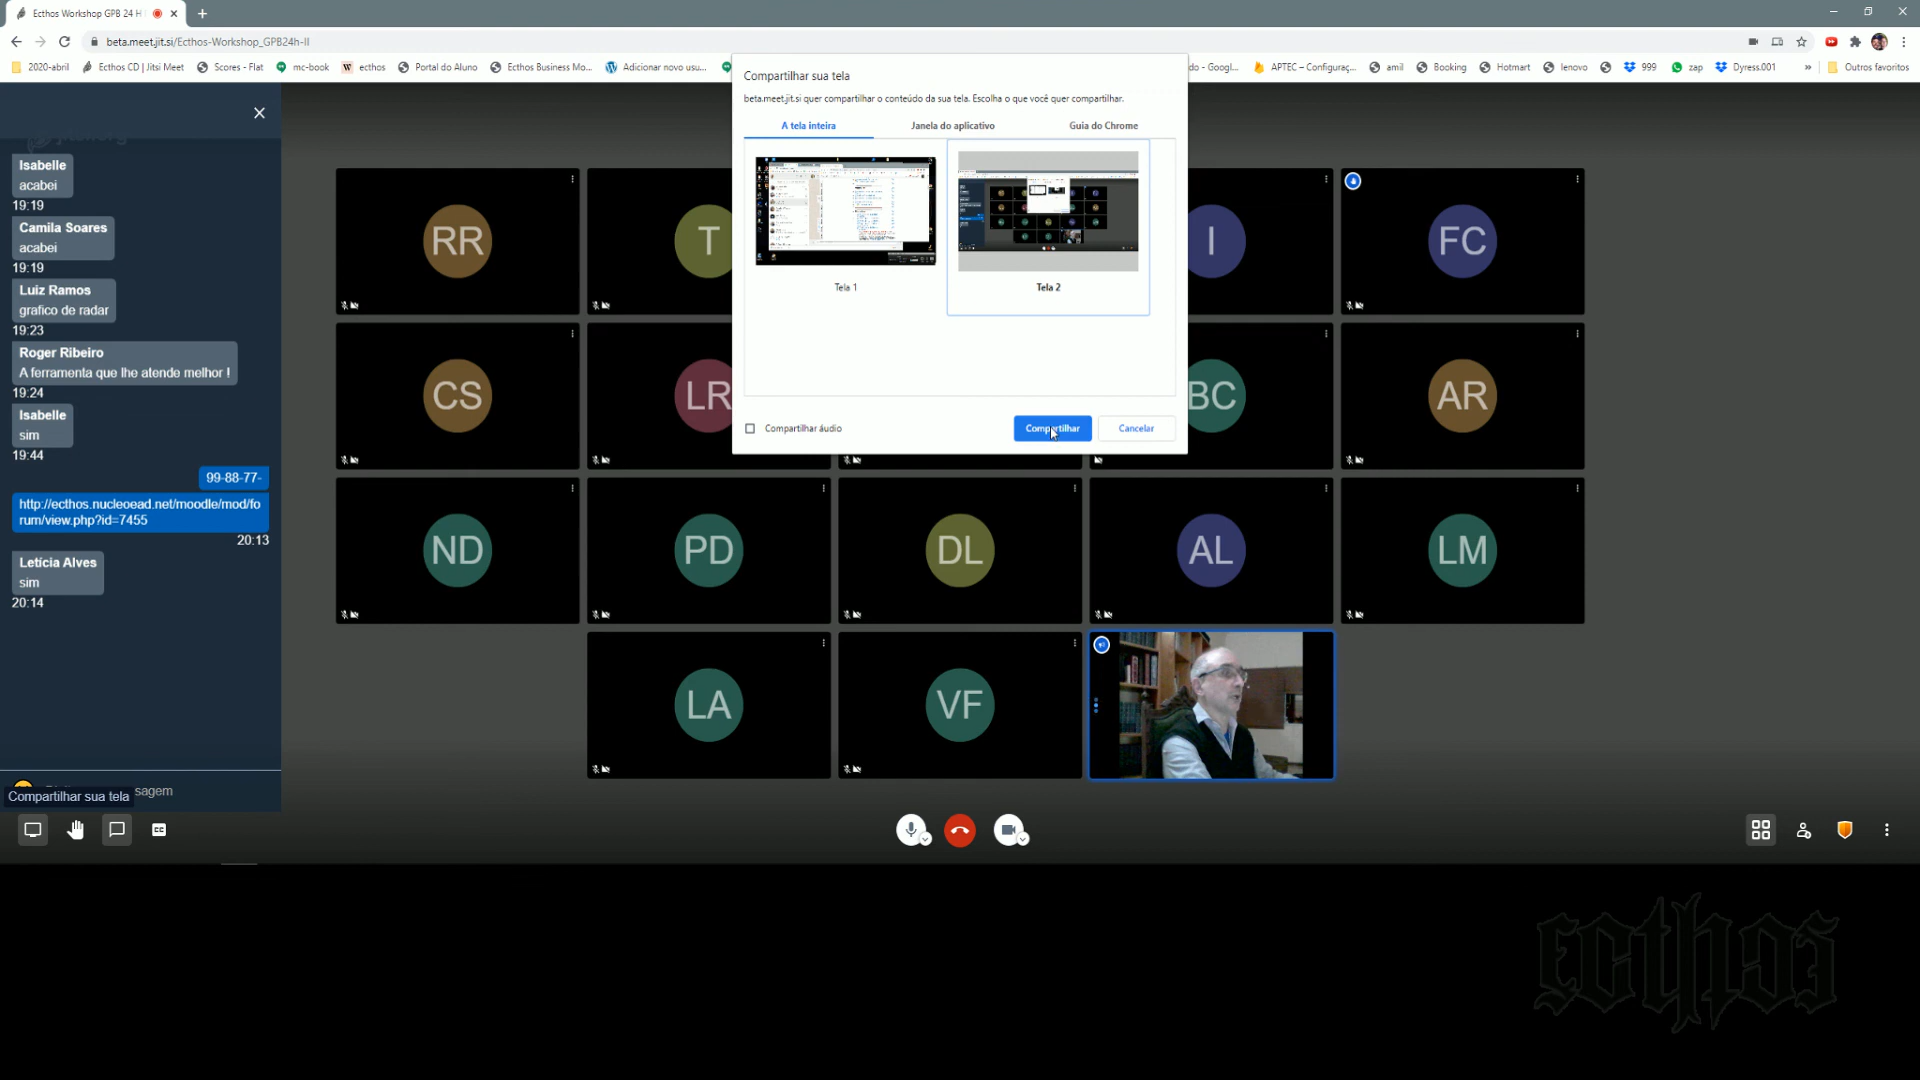 Ecthos Workshop GPB 24 H
beta.meet.jit.si/Ecthos-Workshop_GPB24h-II
2020-abril
Ecthos CD | Jitsi Meet
Scores - Flat
mc-book
ecthos
Portal do Aluno
Ecthos Business Mo...
Adicionar novo usu...
do - Googl...
APTEC – Configuraç...
amil
Booking
Hotmart
lenovo
999
zap
Dyress.001
»
Outros favoritos
Compartilhar sua tela
beta.meet.jit.si quer compartilhar o conteúdo da sua tela. Escolha o que você quer compartilhar.
A tela inteira
Janela do aplicativo
Guia do Chrome
Tela 1
Tela 2
Compartilhar áudio
Compartilhar
Cancelar
Isabelle
acabei
19:19
Camila Soares
acabei
19:19
Luiz Ramos
grafico de radar
19:23
Roger Ribeiro
A ferramenta que lhe atende melhor !
19:24
Isabelle
sim
19:44
99-88-77-
http://ecthos.nucleoead.net/moodle/mod/fo
rum/view.php?id=7455
20:13
Letícia Alves
sim
20:14
sagem
Compartilhar sua tela
RR
T
I
FC
CS
LR
BC
AR
ND
PD
DL
AL
LM
LA
VF
CC
Ecthos